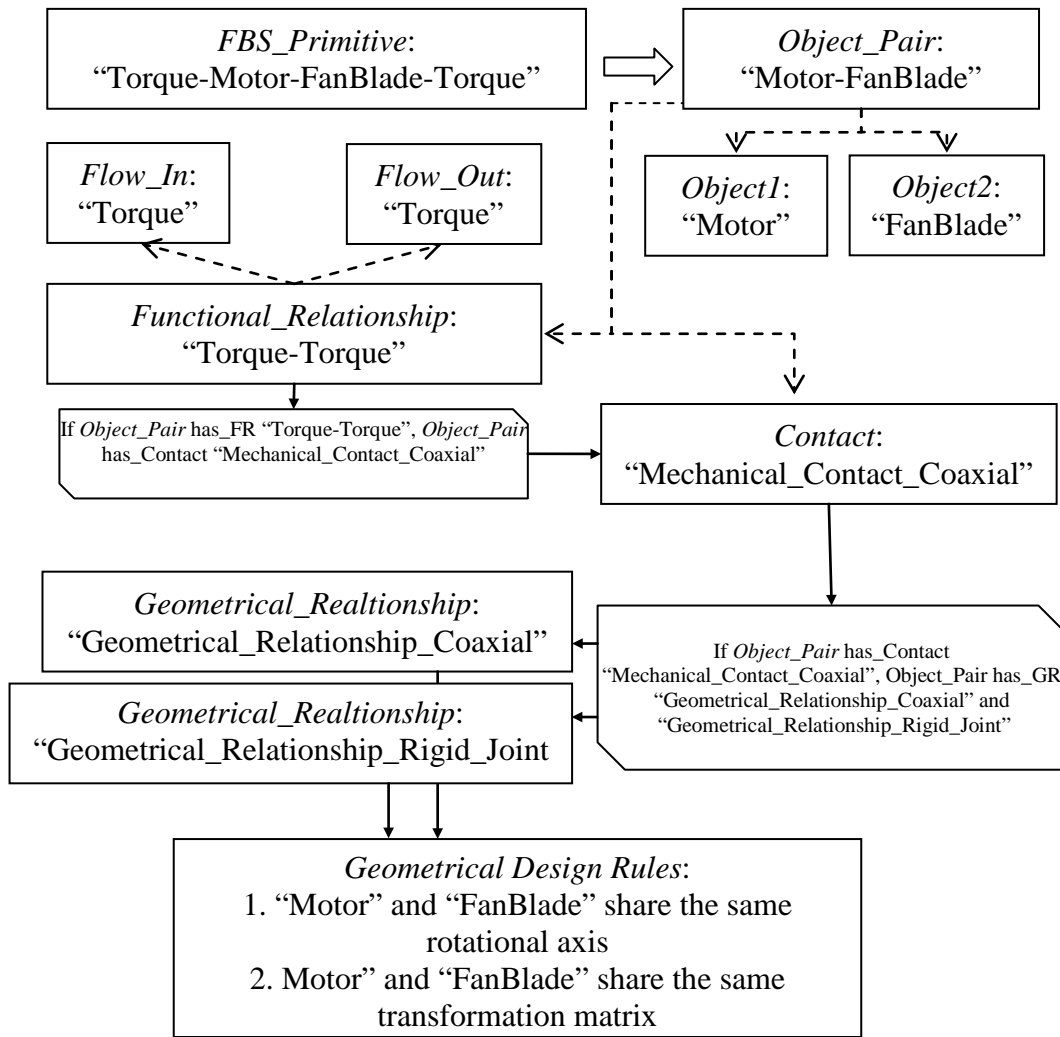 FBS_Primitive:
“Torque-Motor-FanBlade-Torque”
Object_Pair:
“Motor-FanBlade”
Flow_In:
“Torque”
Flow_Out:
“Torque”
Object1:
“Motor”
Object2:
“FanBlade”
Functional_Relationship:
“Torque-Torque”
If Object_Pair has_FR “Torque-Torque”, Object_Pair
has_Contact “Mechanical_Contact_Coaxial”
Contact:
“Mechanical_Contact_Coaxial”
Geometrical_Realtionship:
“Geometrical_Relationship_Coaxial”
Geometrical_Realtionship:
“Geometrical_Relationship_Rigid_Joint
If Object_Pair has_Contact
“Mechanical_Contact_Coaxial”, Object_Pair has_GR
“Geometrical_Relationship_Coaxial” and
“Geometrical_Relationship_Rigid_Joint”
Geometrical Design Rules:
1. “Motor” and “FanBlade” share the same
rotational axis
2. Motor” and “FanBlade” share the same
transformation matrix